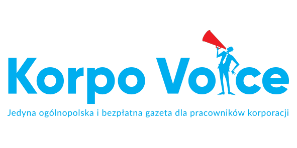 Korpo Voice
Jedyna ogólnopolska i bezpłatna gazeta dla pracowników korporacji